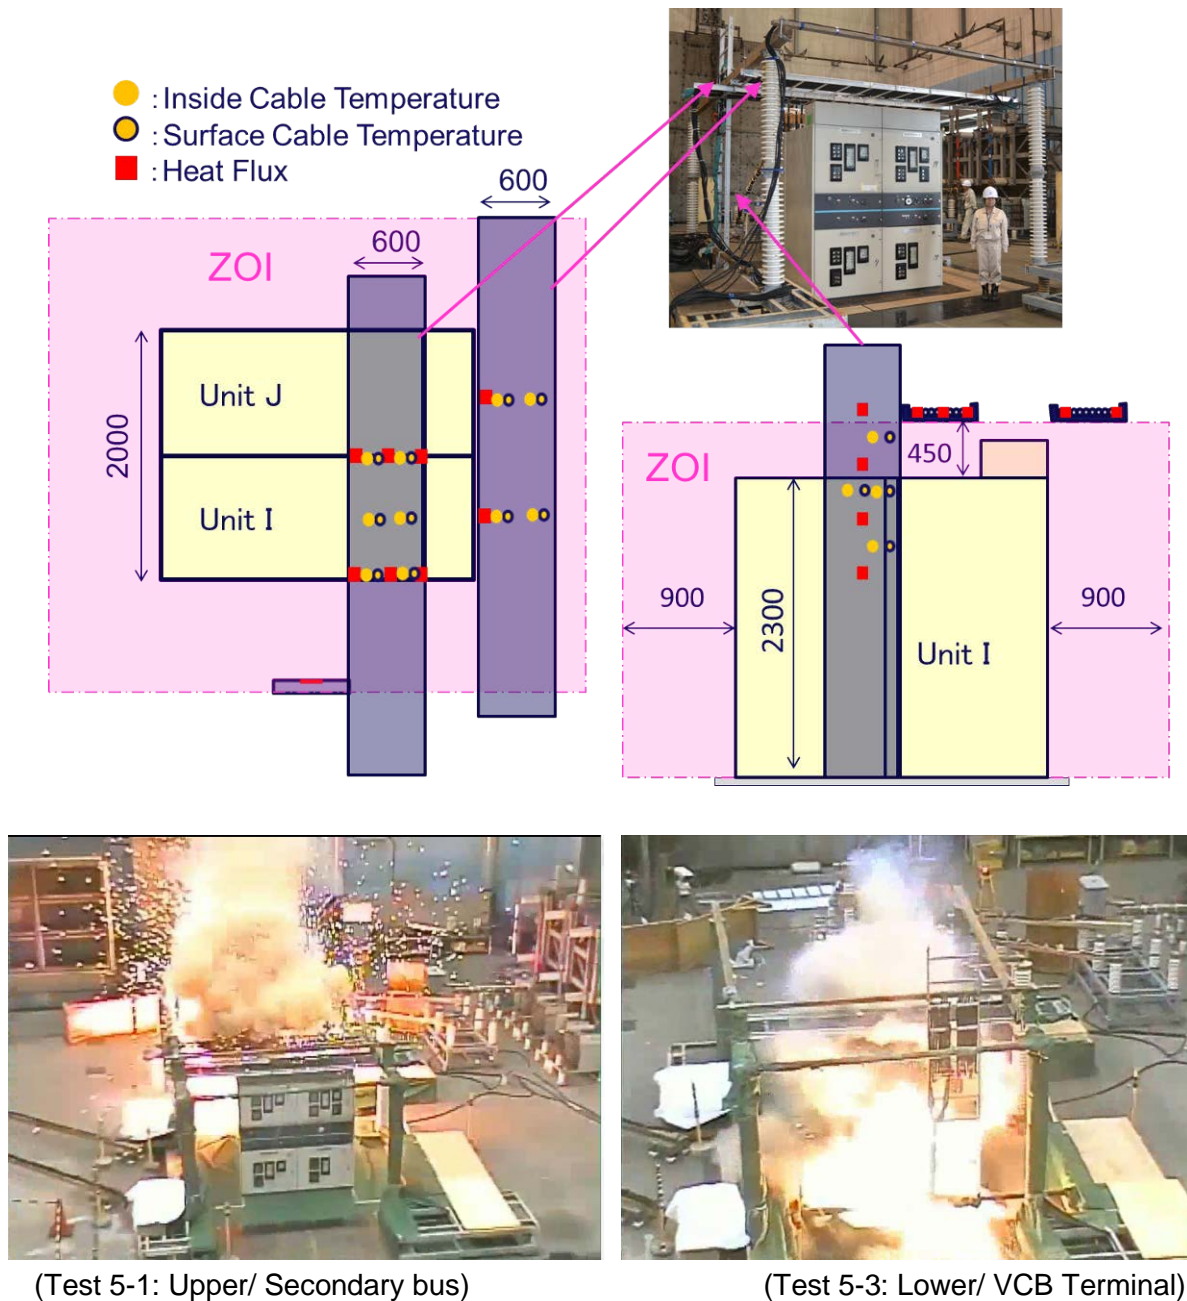 : Inside Cable Temperature
: Surface Cable Temperature
: Heat Flux
600
600
ZOI
Unit J
2000
Unit I
ZOI
450
900
2300
900
Unit I
(Test 5-1: Upper/ Secondary bus)
(Test 5-3: Lower/ VCB Terminal)